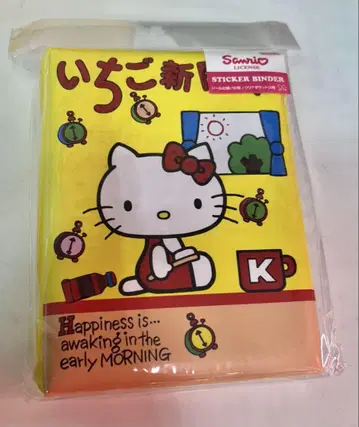 Sanrio
LICENSE
STICKER BINDER
いちご新
K
Happiness is...
awaking in the
early MORNING